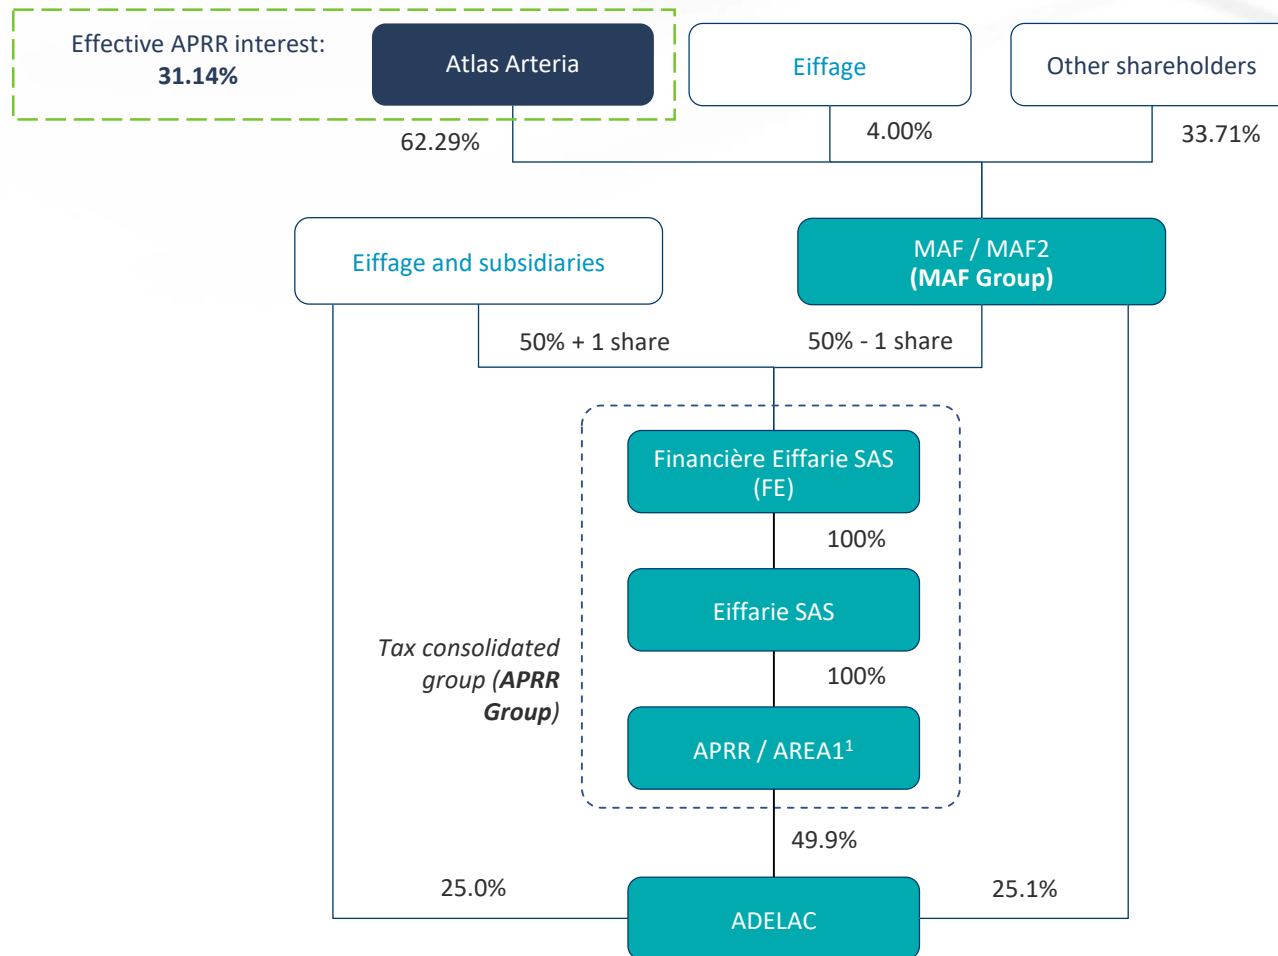 Effective APRR interest:
31.14%
Atlas Arteria
Eiffage
Other shareholders
62.29%
4.00%
33.71%
Eiffage and subsidiaries
MAF / MAF2
(MAF Group)
50% + 1 share
50% - 1 share
Financière Eiffarie SAS
(FE)
100%
Eiffarie SAS
Tax consolidated
group (APRR
Group)
100%
APRR / AREA1¹
49.9%
25.0%
25.1%
ADELAC